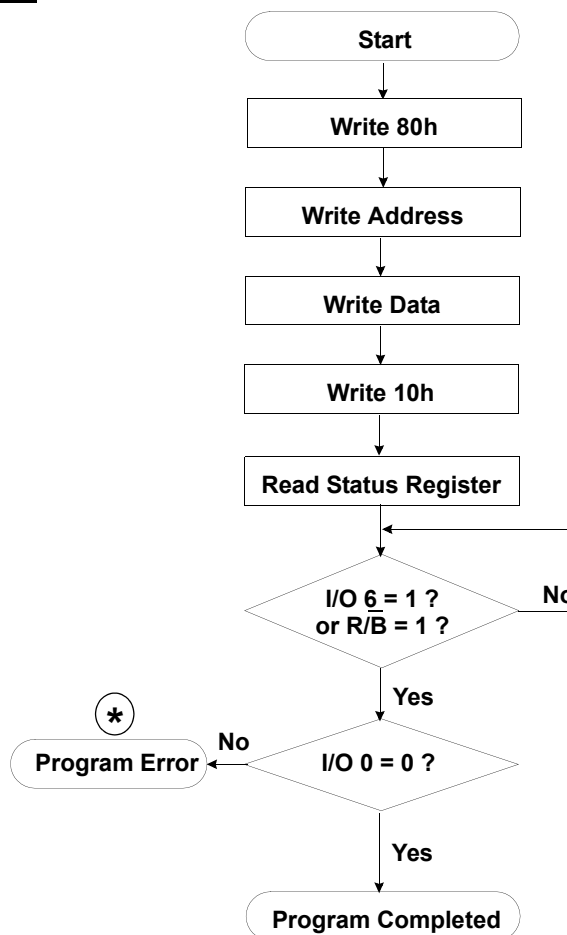 Start
Write 80h
Write Address
Write Data
Write 10h
Read Status Register
I/O 6 = 1 ?
or R/B̅ = 1 ?
No
Yes
*
No
Program Error
I/O 0 = 0 ?
Yes
Program Completed